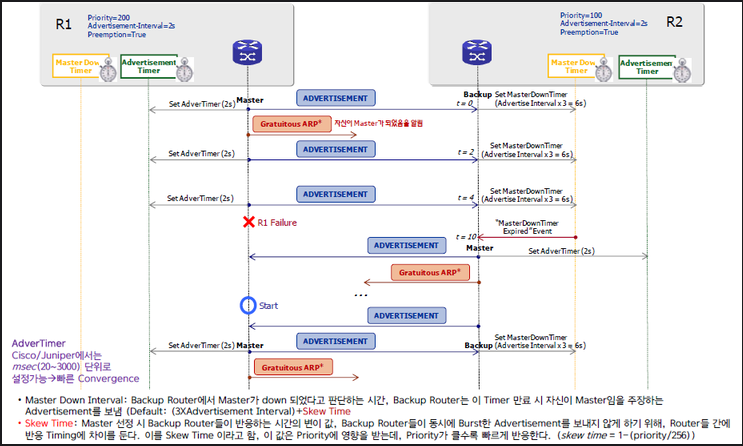 R1
Priority=200
Advertisement-Interval=2s
Preemption=True
Priority=100
Advertisement-Interval=2s
Preemption=True
R2
Master Down Timer
Advertisement Timer
Master Down Timer
Advertisement Timer
Set AdverTimer (2s)
Master
ADVERTISEMENT
t = 0
Backup
Set MasterDownTimer
(Advertise Interval x 3 = 6s)
Gratuitous ARP*
자신이 Master가 되었음을 알림
Set AdverTimer (2s)
ADVERTISEMENT
t = 2
Set MasterDownTimer
(Advertise Interval x 3 = 6s)
Set AdverTimer (2s)
ADVERTISEMENT
t = 4
Set MasterDownTimer
(Advertise Interval x 3 = 6s)
R1 Failure
"MasterDownTimer
Expired" Event
t = 10
ADVERTISEMENT
Master
Set AdverTimer (2s)
Gratuitous ARP*
...
Start
ADVERTISEMENT
Set AdverTimer (2s)
Master
ADVERTISEMENT
Backup
Set MasterDownTimer
(Advertise Interval x 3 = 6s)
Gratuitous ARP*
AdverTimer
Cisco/Juniper에서는
msec(20~3000) 단위로
설정가능→빠른 Convergence
• Master Down Interval: Backup Router에서 Master가 down 되었다고 판단하는 시간, Backup Router는 이 Timer 만료 시 자신이 Master임을 주장하는
Advertisement를 보냄 (Default: (3XAdvertisement Interval)+Skew Time
• Skew Time: Master 선정 시 Backup Router들이 반응하는 시간의 변이 값, Backup Router들이 동시에 Burst한 Advertisement를 보내지 않게 하기 위해, Router들 간에
반응 Timing에 차이를 둔다. 이를 Skew Time 이라고 함, 이 값은 Priority에 영향을 받는데, Priority가 클수록 빠르게 반응한다. (skew time = 1-(priority/256))